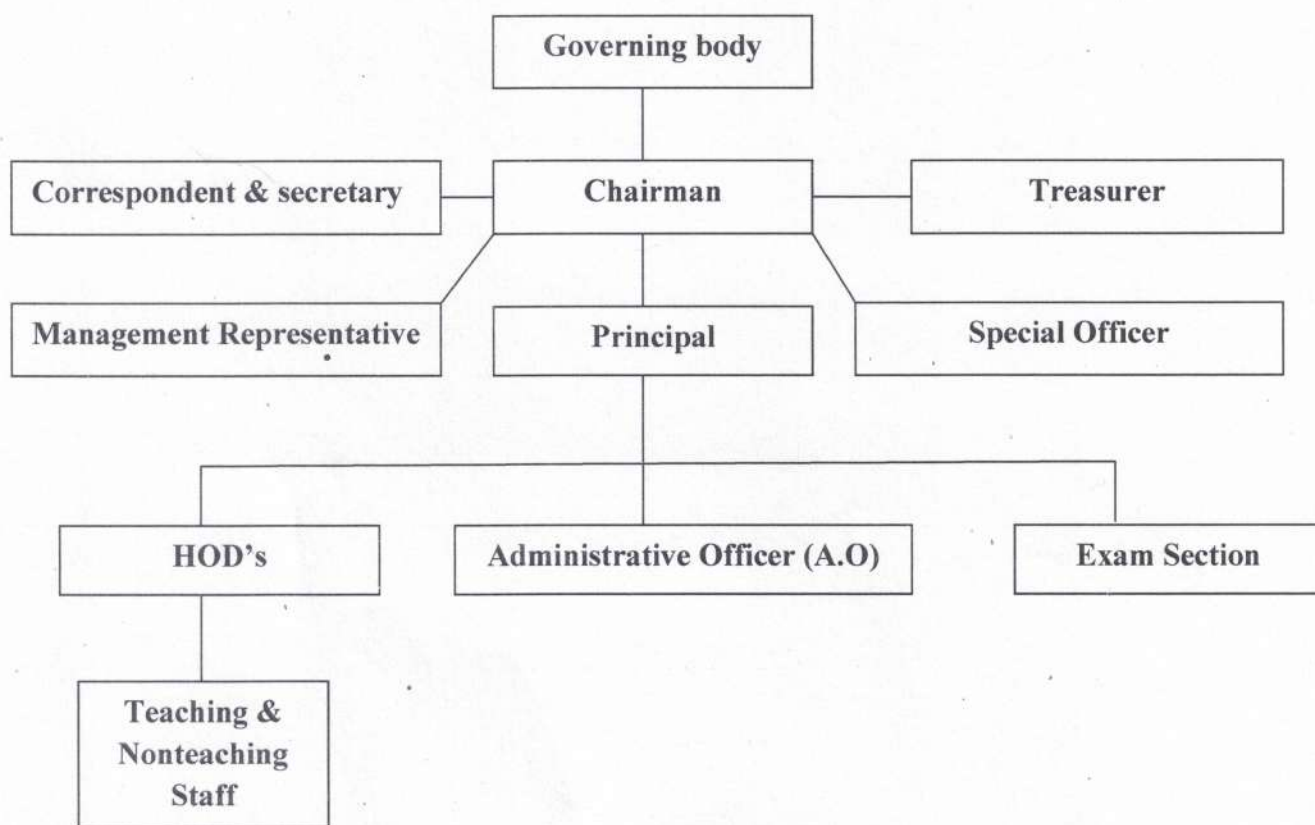 Governing body
Correspondent & secretary
Chairman
Treasurer
Management Representative
Principal
Special Officer
HOD’s
Administrative Officer (A.O)
Exam Section
Teaching &
Nonteaching
Staff